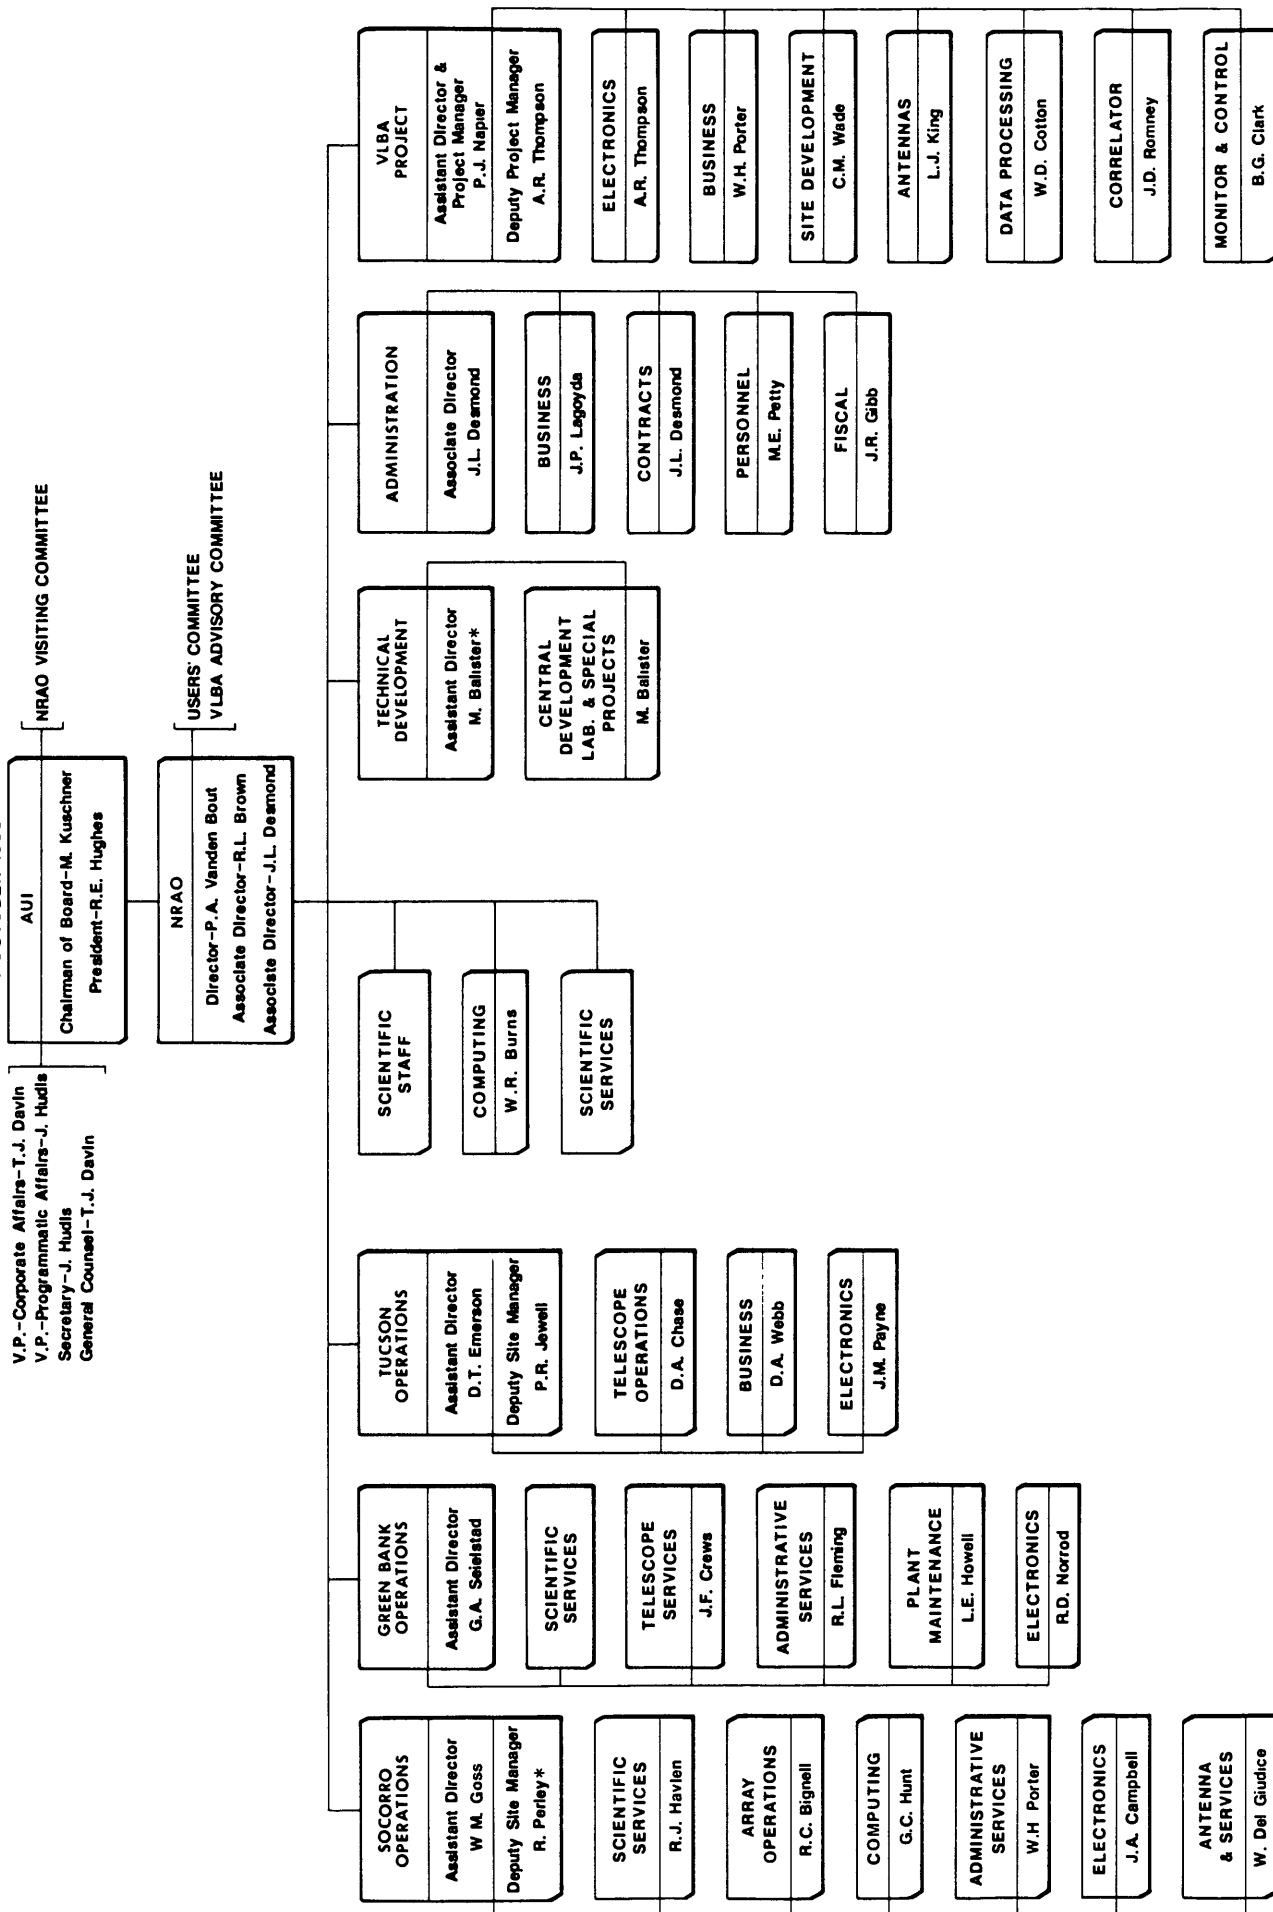 AUI
Chairman of Board-M. Kuschner
President-R.E. Hughes
V.P.-Corporate Affairs-T.J. Davin
V.P.-Programmatic Affairs-J. Hudis
Secretary-J. Hudis
General Counsel-T.J. Davin
NRAO VISITING COMMITTEE
NRAO
Director-P.A. Vanden Bout
Associate Director-R.L. Brown
Associate Director-J.L. Desmond
USERS' COMMITTEE
VLBA ADVISORY COMMITTEE
SOCORRO
OPERATIONS
Assistant Director
W M. Goss
Deputy Site Manager
R. Perley*
SCIENTIFIC
SERVICES
R.J. Havlen
ARRAY
OPERATIONS
R.C. Bignell
COMPUTING
G.C. Hunt
ADMINISTRATIVE
SERVICES
W.H Porter
ELECTRONICS
J.A. Campbell
ANTENNA
& SERVICES
W. Del Giudice
GREEN BANK
OPERATIONS
Assistant Director
G.A. Seielstad
SCIENTIFIC
SERVICES
TELESCOPE
SERVICES
J.F. Crews
ADMINISTRATIVE
SERVICES
R.L. Fleming
PLANT
MAINTENANCE
L.E. Howell
ELECTRONICS
R.D. Norrod
TUCSON
OPERATIONS
Assistant Director
D.T. Emerson
Deputy Site Manager
P.R. Jewell
TELESCOPE
OPERATIONS
D.A. Chase
BUSINESS
D.A. Webb
ELECTRONICS
J.M. Payne
SCIENTIFIC
STAFF
COMPUTING
W.R. Burns
SCIENTIFIC
SERVICES
TECHNICAL
DEVELOPMENT
Assistant Director
M. Balister*
CENTRAL
DEVELOPMENT
LAB. & SPECIAL
PROJECTS
M. Balister
ADMINISTRATION
Associate Director
J.L. Desmond
BUSINESS
J.P. Lagoyda
CONTRACTS
J.L. Desmond
PERSONNEL
M.E. Petty
FISCAL
J.R. Gibb
VLBA
PROJECT
Assistant Director &
Project Manager
P.J. Napier
Deputy Project Manager
A.R. Thompson
ELECTRONICS
A.R. Thompson
BUSINESS
W.H. Porter
SITE DEVELOPMENT
C.M. Wade
ANTENNAS
L.J. King
DATA PROCESSING
W.D. Cotton
CORRELATOR
J.D. Romney
MONITOR & CONTROL
B.G. Clark